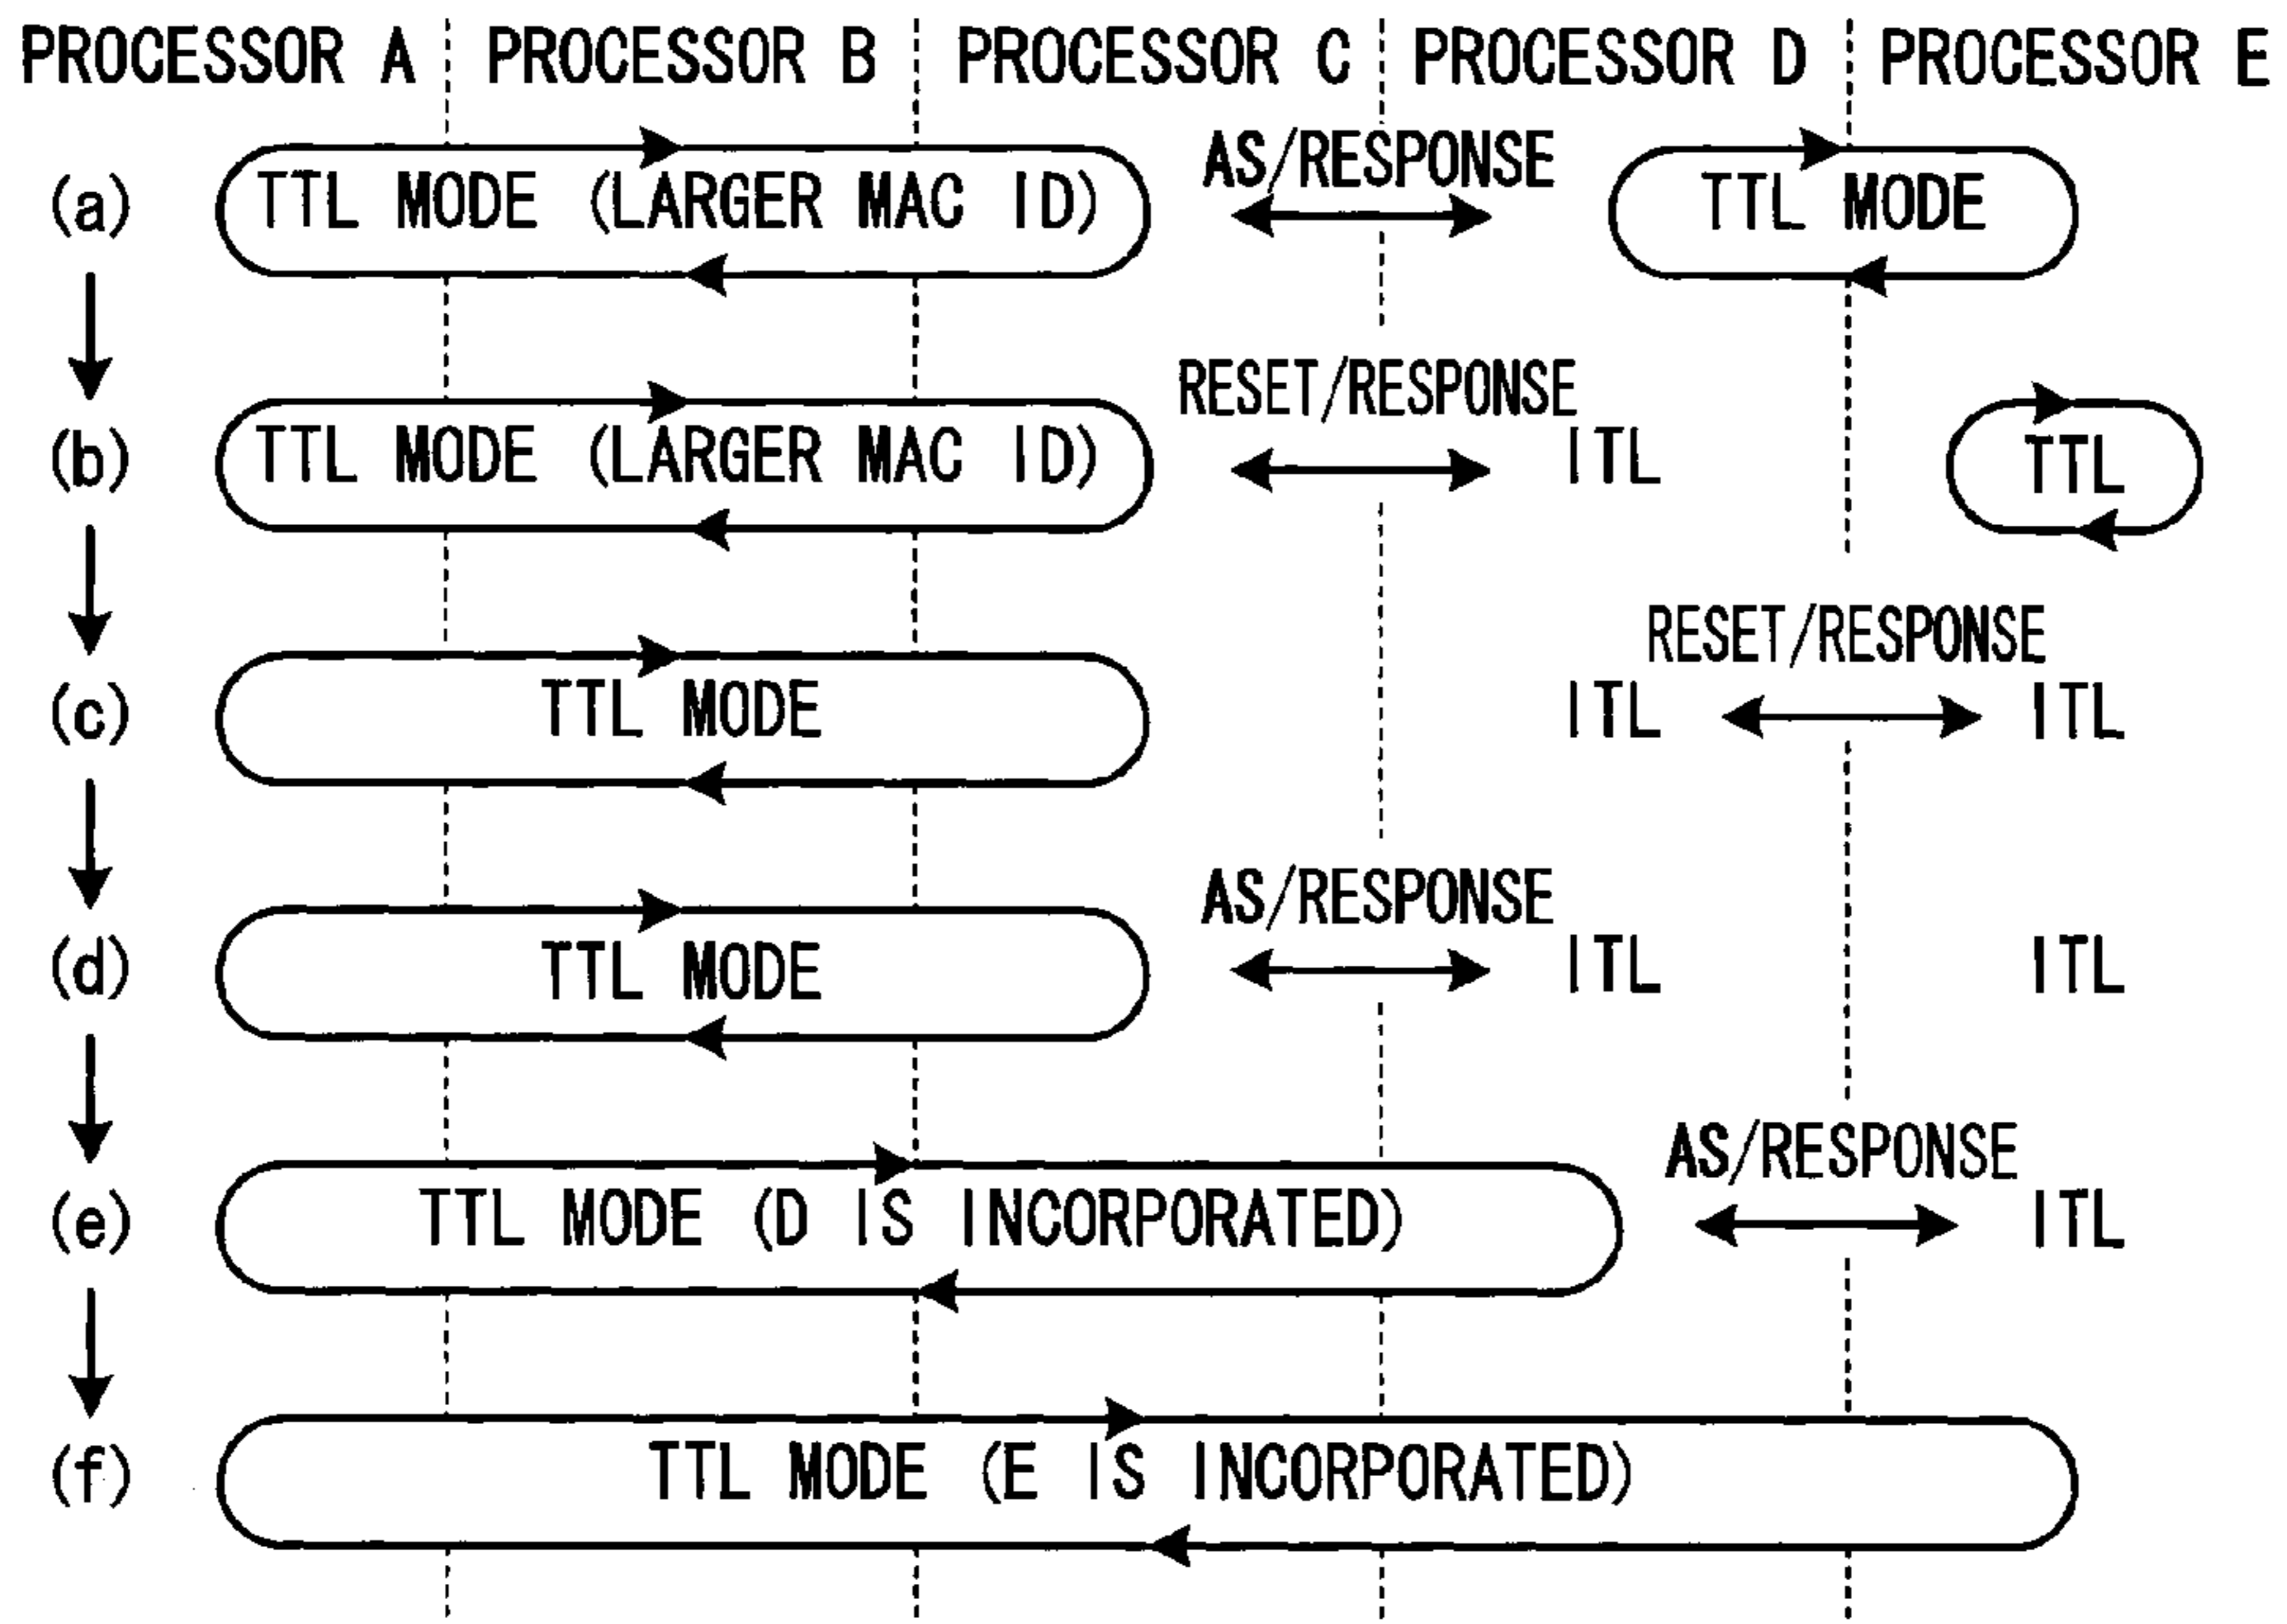 PROCESSOR A PROCESSOR B PROCESSOR C PROCESSOR D PROCESSOR E
AS/RESPONSE
(a) TTL MODE (LARGER MAC ID) TTL MODE
RESET/RESPONSE
(b) TTL MODE (LARGER MAC ID) ITL TTL
RESET/RESPONSE
(c) TTL MODE ITL ITL
AS/RESPONSE
(d) TTL MODE ITL ITL
AS/RESPONSE
(e) TTL MODE (D IS INCORPORATED) ITL
(f) TTL MODE (E IS INCORPORATED)